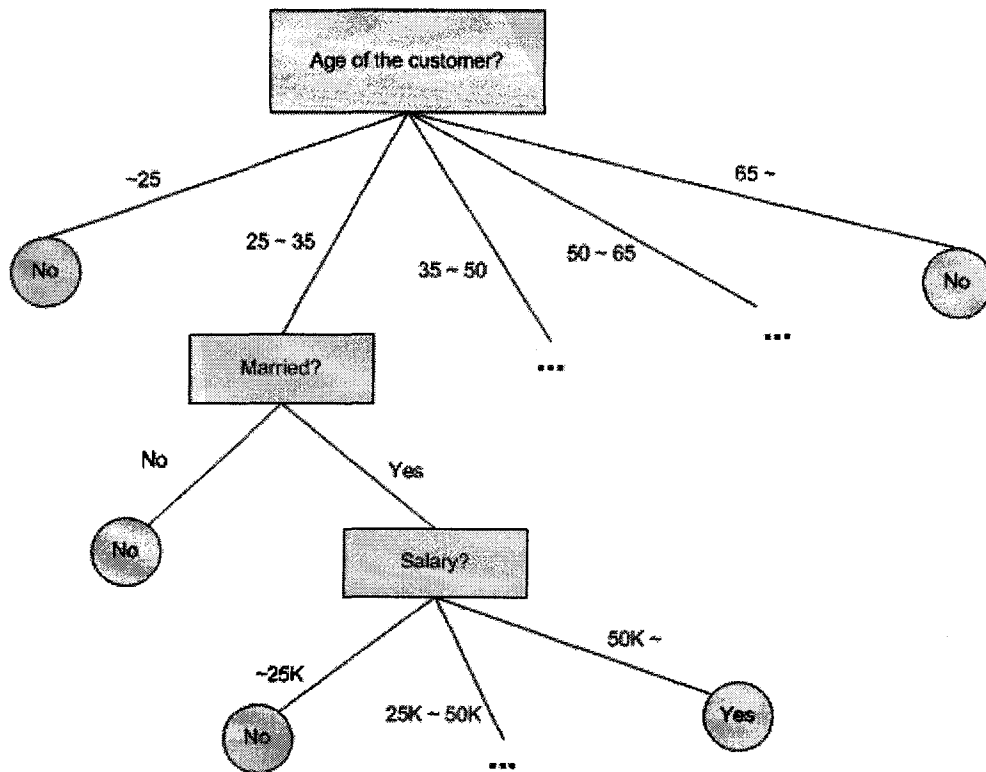 Age of the customer?
~25
65 ~
25 ~ 35
35 ~ 50
50 ~ 65
No
No
...
...
Married?
No
Yes
No
Salary?
~25K
50K ~
25K ~ 50K
No
Yes
...